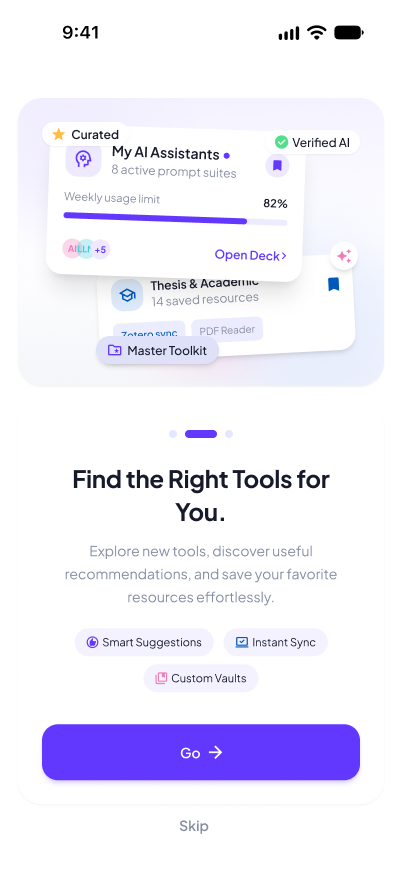 9:41
Curated
Verified AI
My AI Assistants
8 active prompt suites
Weekly usage limit
82%
+5
Open Deck
Thesis & Academic
14 saved resources
Zotero sync
PDF Reader
Master Toolkit
Find the Right Tools for
You.
Explore new tools, discover useful
recommendations, and save your favorite
resources effortlessly.
Smart Suggestions
Instant Sync
Custom Vaults
Go
Skip